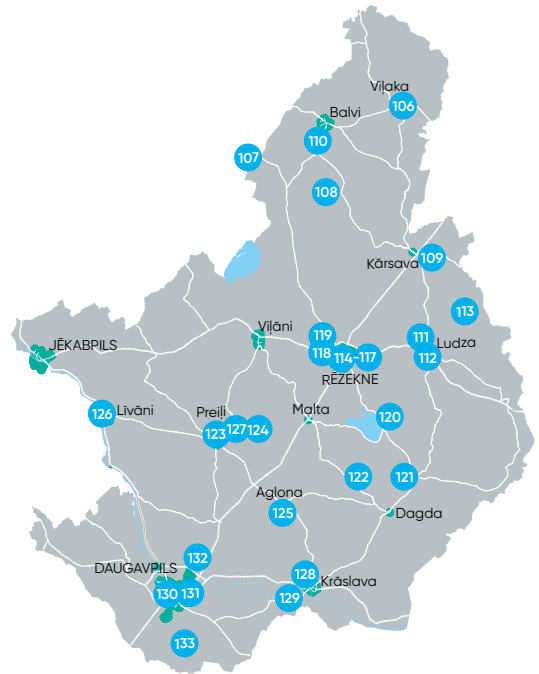 Viļaka
106
Balvi
110
107
108
Kārsava
109
113
Viļāni
119
111
Ludza
118
114-117
112
JĒKABPILS
RĒZEKNE
126
Līvāni
Preiļi
Malta
120
123
127
124
122
121
Aglona
125
Dagda
132
DAUGAVPILS
128
Krāslava
130
131
129
133